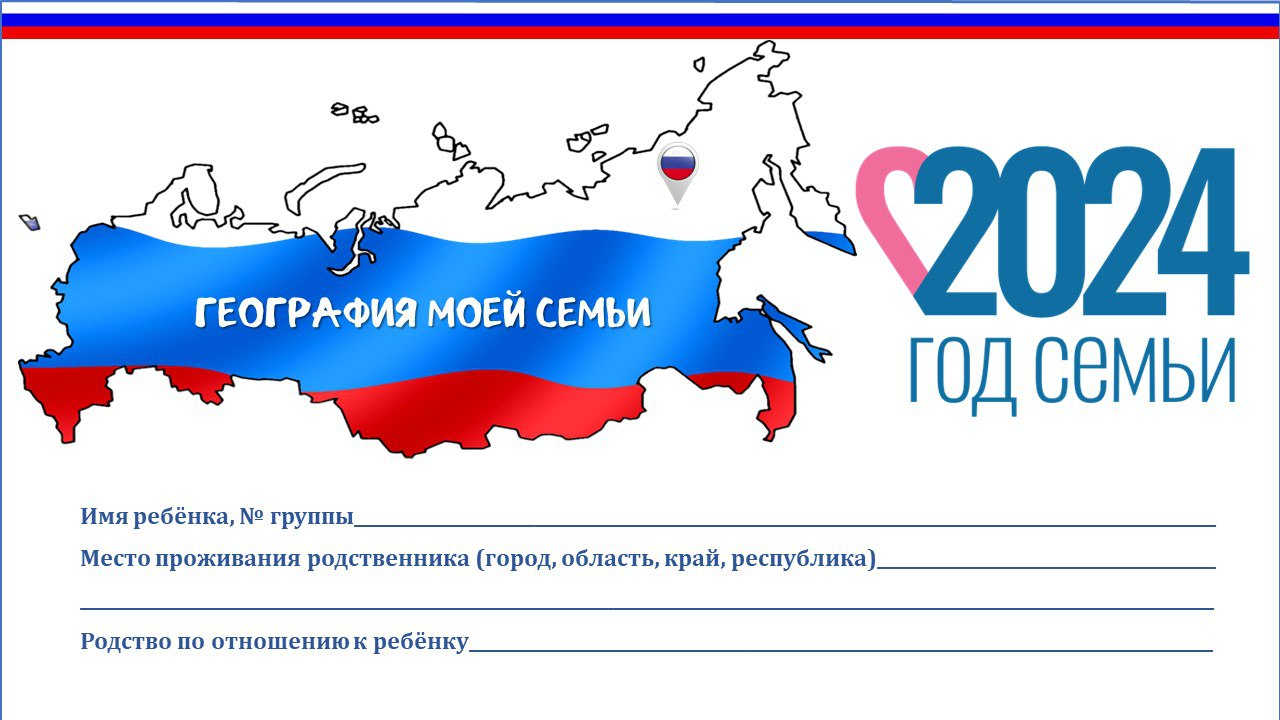 ГЕОГРАФИЯ МОЕЙ СЕМЬИ
2024
ГОД СЕМЬИ
Имя ребёнка, № группы
Место проживания родственника (город, область, край, республика)
Родство по отношению к ребёнку